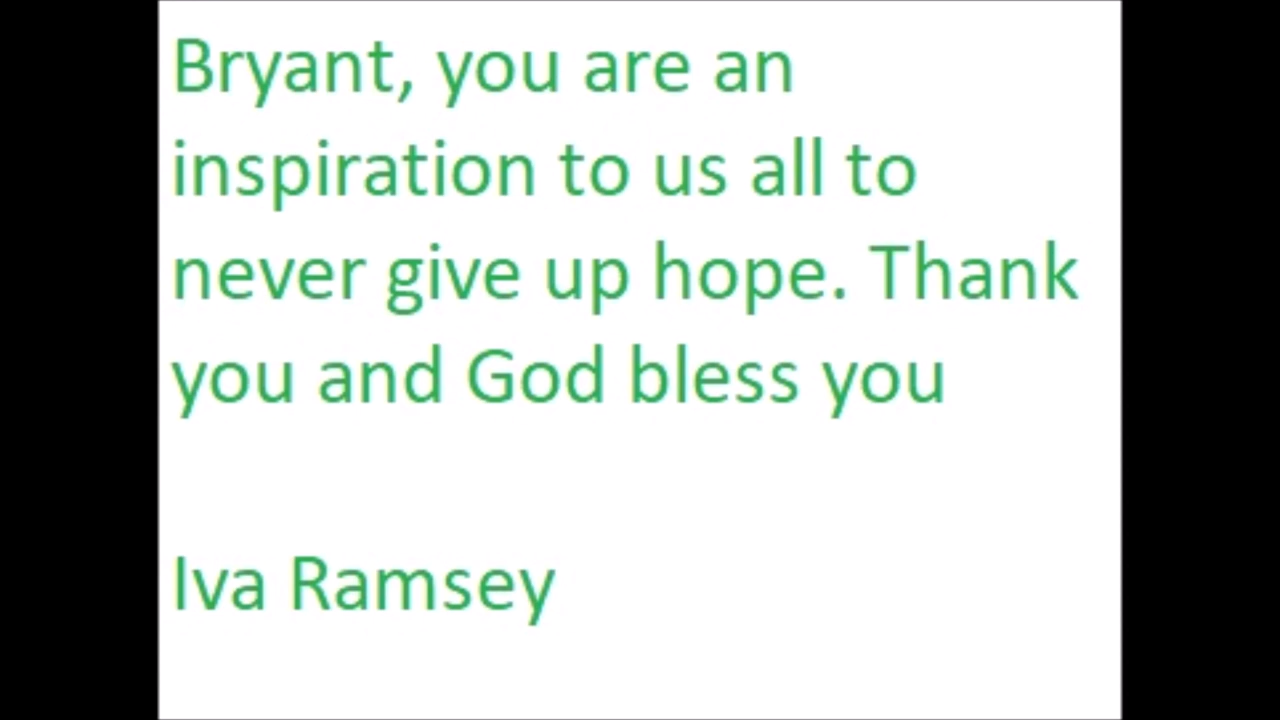 Bryant, you are an
inspiration to us all to
never give up hope. Thank
you and God bless you
Iva Ramsey